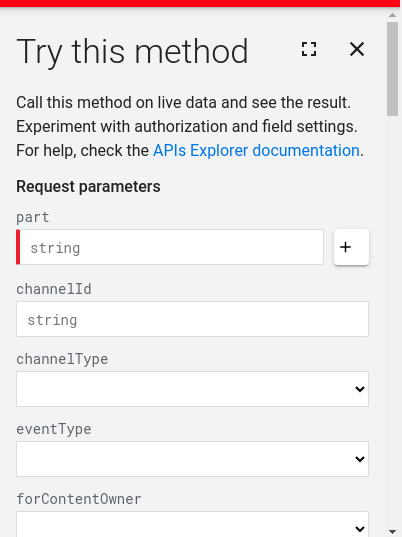 Try this method
Call this method on live data and see the result.
Experiment with authorization and field settings.
For help, check the APIs Explorer documentation.
Request parameters
part
string
+
channelId
string
channelType
eventType
forContentOwner